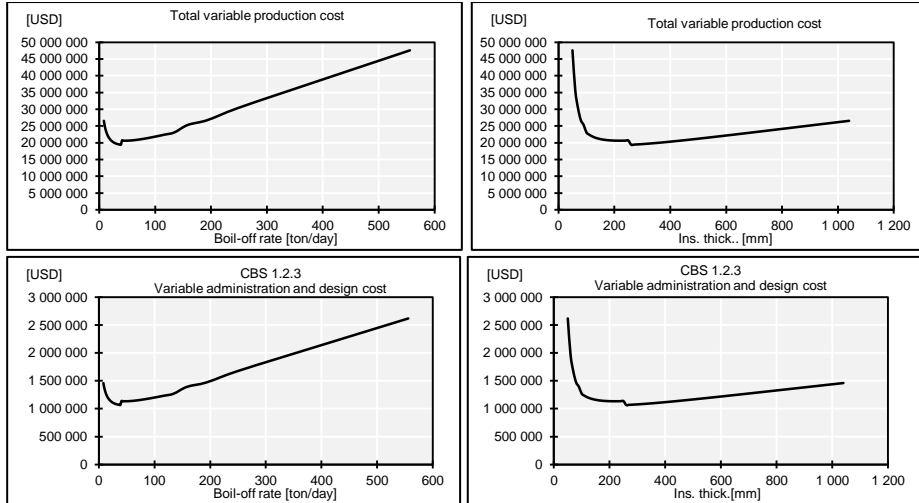 [USD]
Total variable production cost
50 000 000
45 000 000
40 000 000
35 000 000
30 000 000
25 000 000
20 000 000
15 000 000
10 000 000
5 000 000
0
0 100 200 300 400 500 600
Boil-off rate [ton/day]
[USD]
Total variable production cost
50 000 000
45 000 000
40 000 000
35 000 000
30 000 000
25 000 000
20 000 000
15 000 000
10 000 000
5 000 000
0
0 200 400 600 800 1 000 1 200
Ins. thick.. [mm]
[USD]
CBS 1.2.3
Variable administration and design cost
3 000 000
2 500 000
2 000 000
1 500 000
1 000 000
500 000
0
0 100 200 300 400 500 600
Boil-off rate [ton/day]
[USD]
CBS 1.2.3
Variable administration and design cost
3 000 000
2 500 000
2 000 000
1 500 000
1 000 000
500 000
0
0 200 400 600 800 1 000 1 200
Ins. thick.[mm]